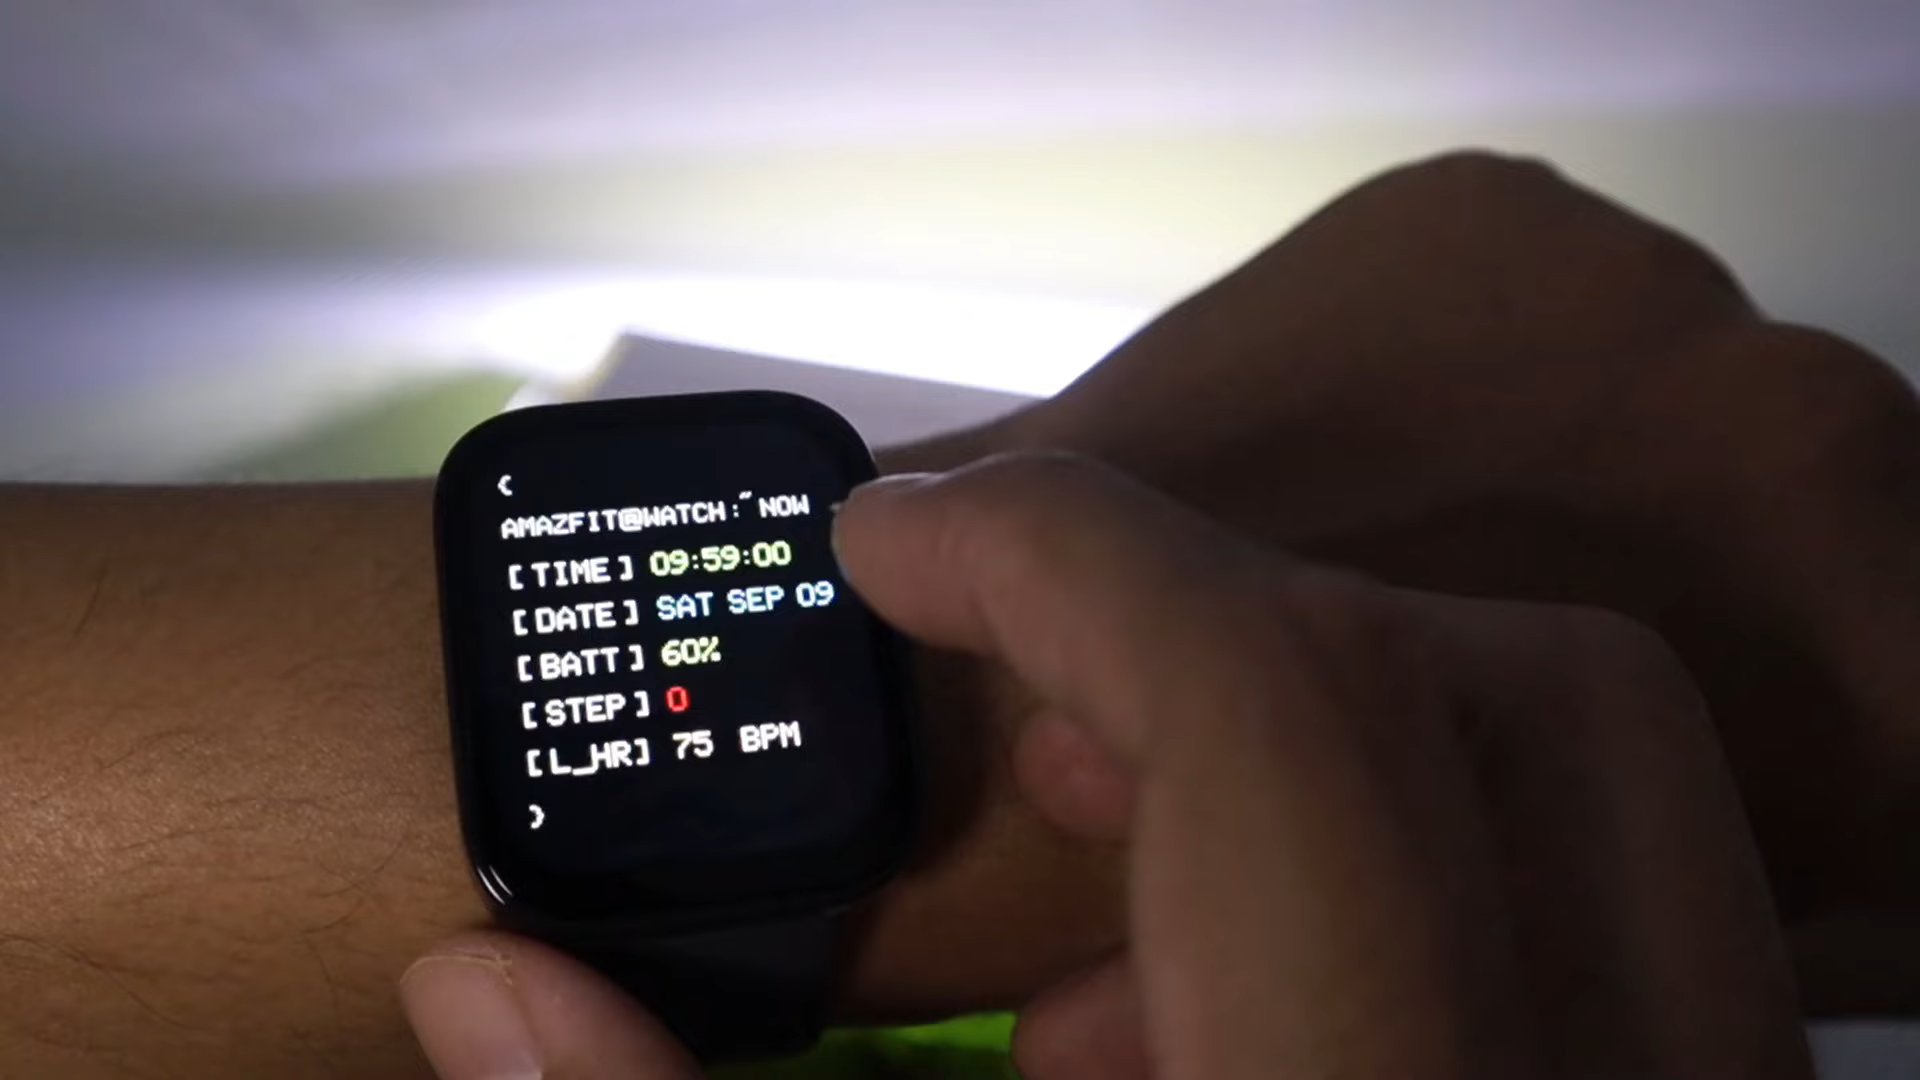 <
AMAZFIT@WATCH:~ NOW
[TIME] 09:59:00
[DATE] SAT SEP 09
[BATT] 60%
[STEP] 0
[L_HR] 75 BPM
>